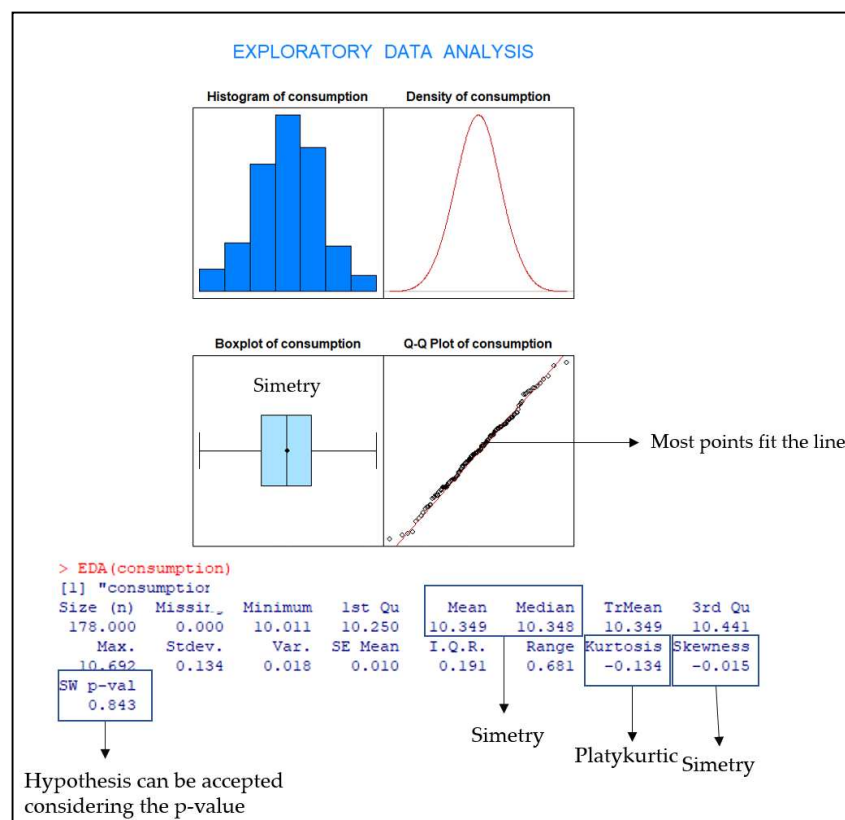 EXPLORATORY DATA ANALYSIS
Histogram of consumption
Density of consumption
Boxplot of consumption
Q-Q Plot of consumption
Simetry
Most points fit the line
> EDA(consumption)
[1] "consumption
Size (n) Missing Minimum 1st Qu Mean Median TrMean 3rd Qu
178.000 0.000 10.011 10.250 10.349 10.348 10.349 10.441
Max. Stdev. Var. SE Mean I.Q.R. Range Kurtosis Skewness
10.692 0.134 0.018 0.010 0.191 0.681 -0.134 -0.015
SW p-val
0.843
Simetry
Platykurtic
Simetry
Hypothesis can be accepted
considering the p-value